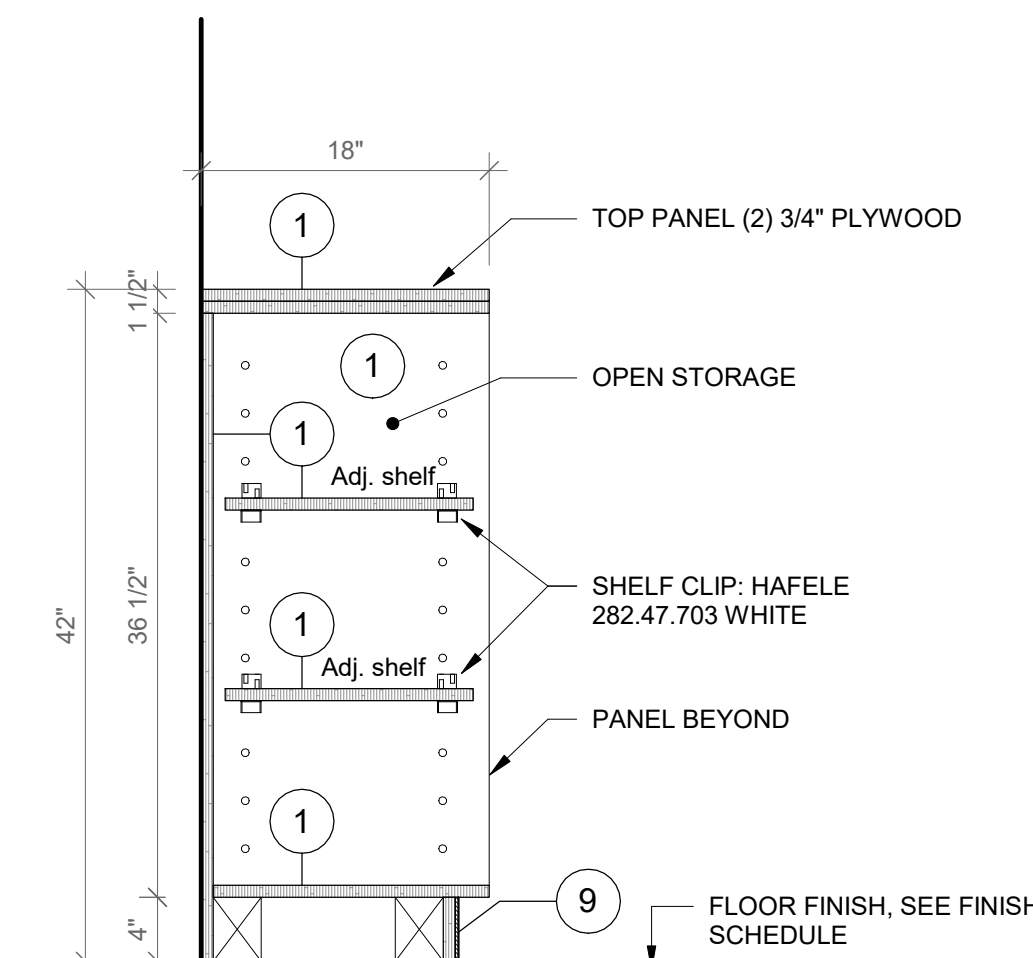 18"
1
TOP PANEL (2) 3/4" PLYWOOD
1 1/2"
1
OPEN STORAGE
1
Adj. shelf
SHELF CLIP: HAFELE
282.47.703 WHITE
42"
36 1/2"
1
Adj. shelf
PANEL BEYOND
1
9
FLOOR FINISH, SEE FINISH
SCHEDULE
4"